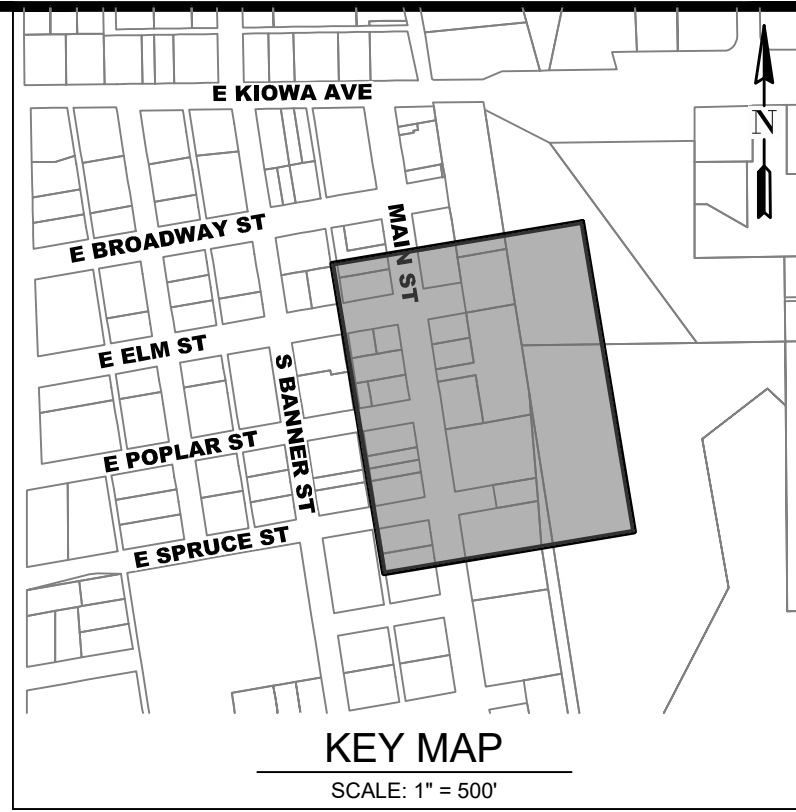 E KIOWA AVE
N
E BROADWAY ST
MAIN ST
E ELM ST
S BANNER ST
E POPLAR ST
E SPRUCE ST
KEY MAP
SCALE: 1" = 500'